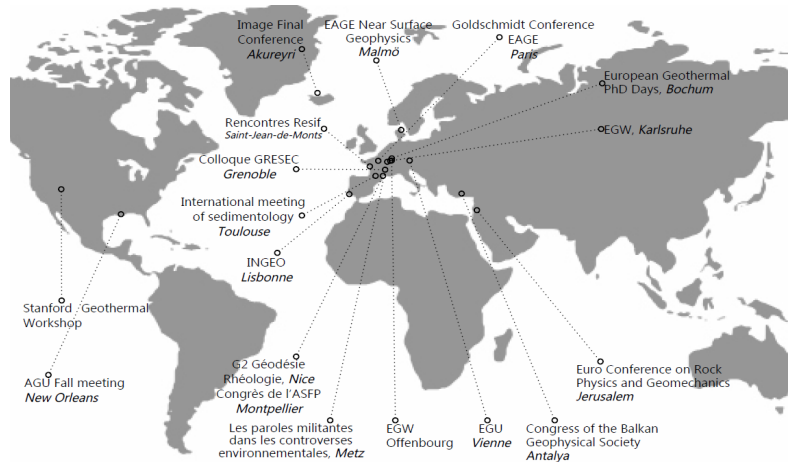 Image Final
Conference
Akureyri
EAGE Near Surface
Geophysics
Malmö
Goldschmidt Conference
EAGE
Paris
European Geothermal
PhD Days, Bochum
Rencontres Resif
Saint-Jean-de-Monts
EGW, Karlsruhe
Colloque GRESEC
Grenoble
International meeting
of sedimentology
Toulouse
INGEO
Lisbonne
Stanford Geothermal
Workshop
AGU Fall meeting
New Orleans
G2 Géodésie
Rhéologie, Nice
Congrès de l'ASFP
Montpellier
Euro Conference on Rock
Physics and Geomechanics
Jerusalem
Les paroles militantes
dans les controverses
environnementales, Metz
EGW
Offenbourg
EGU
Vienne
Congress of the Balkan
Geophysical Society
Antalya